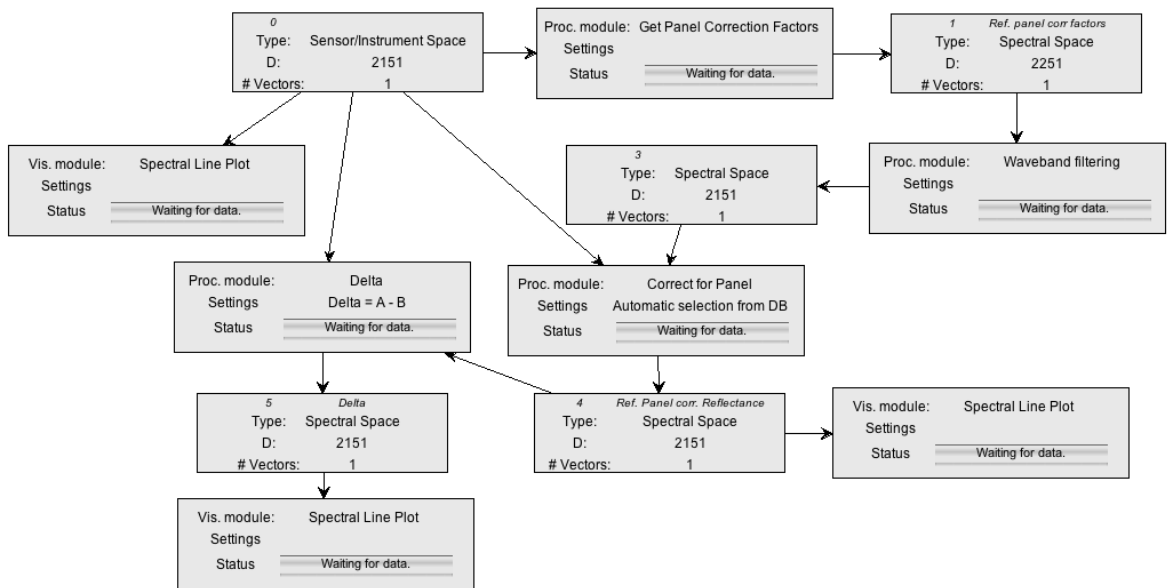 0
Type: Sensor/Instrument Space
D: 2151
# Vectors: 1
Proc. module: Get Panel Correction Factors
Settings
Status Waiting for data.
1 Ref. panel corr factors
Type: Spectral Space
D: 2251
# Vectors: 1
Vis. module: Spectral Line Plot
Settings
Status Waiting for data.
3
Type: Spectral Space
D: 2151
# Vectors: 1
Proc. module: Waveband filtering
Settings
Status Waiting for data.
Proc. module: Delta
Settings Delta = A - B
Status Waiting for data.
Proc. module: Correct for Panel
Settings Automatic selection from DB
Status Waiting for data.
5 Delta
Type: Spectral Space
D: 2151
# Vectors: 1
4 Ref. Panel corr. Reflectance
Type: Spectral Space
D: 2151
# Vectors: 1
Vis. module: Spectral Line Plot
Settings
Status Waiting for data.
Vis. module: Spectral Line Plot
Settings
Status Waiting for data.